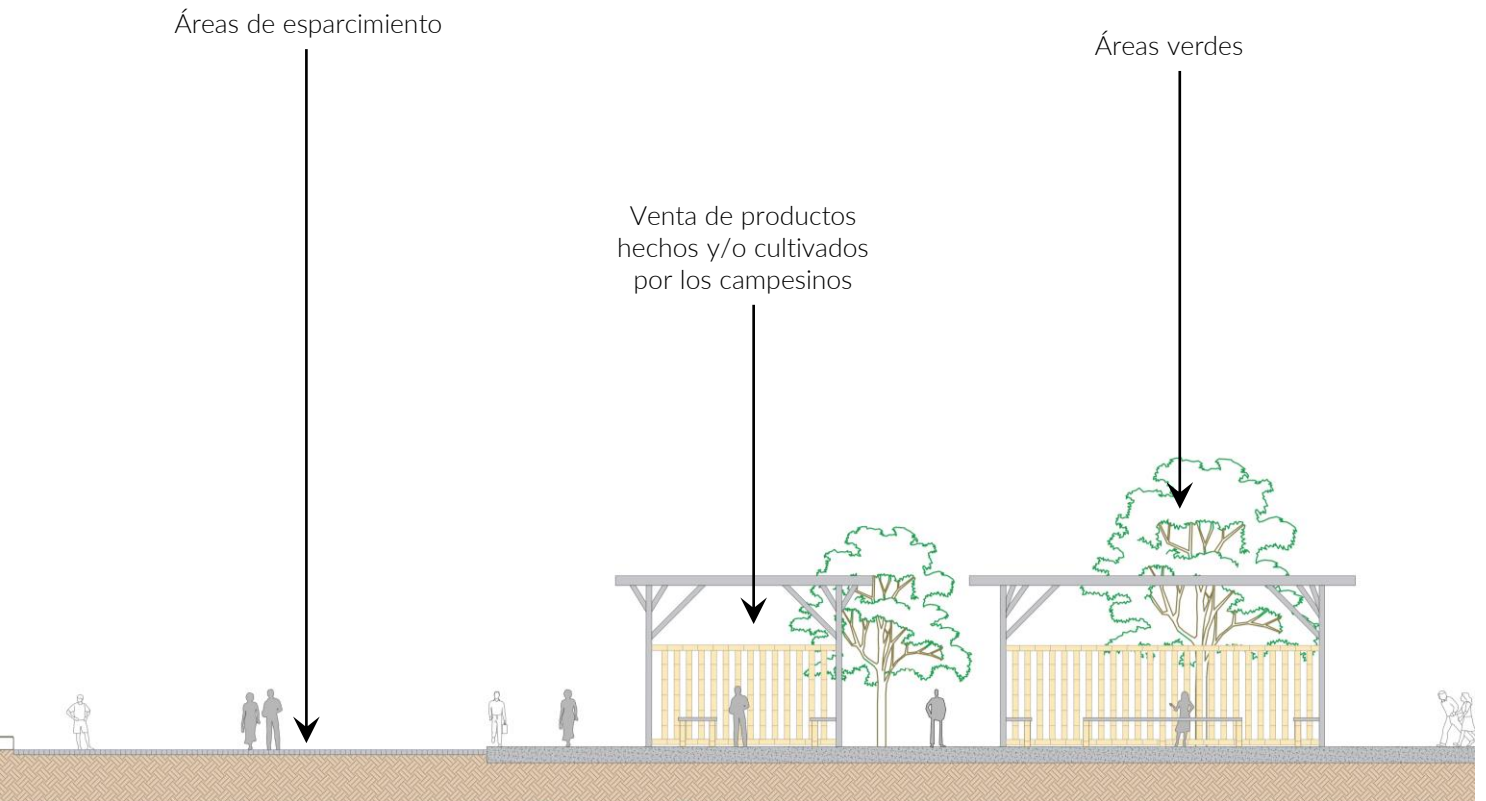 Áreas de esparcimiento
Áreas verdes
Venta de productos
hechos y/o cultivados
por los campesinos